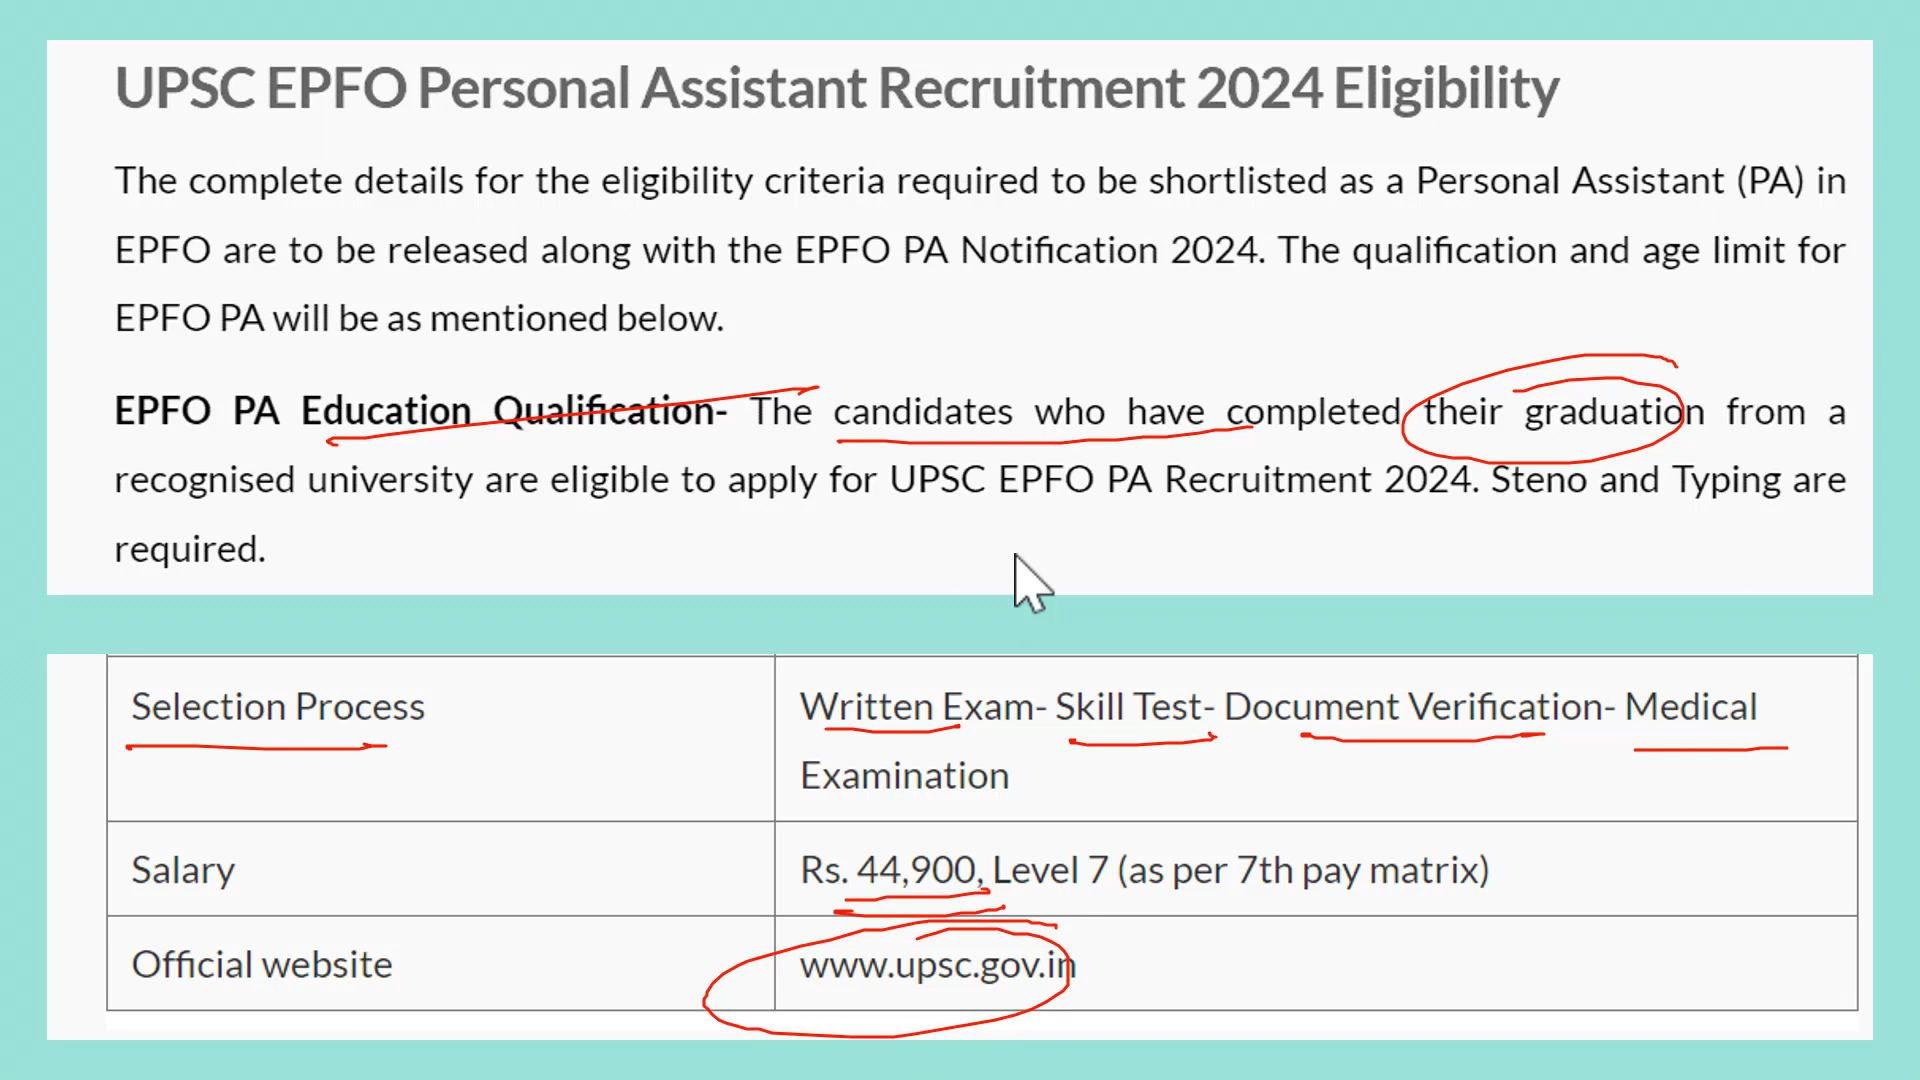 UPSC EPFO Personal Assistant Recruitment 2024 Eligibility
The complete details for the eligibility criteria required to be shortlisted as a Personal Assistant (PA) in
EPFO are to be released along with the EPFO PA Notification 2024. The qualification and age limit for
EPFO PA will be as mentioned below.
EPFO PA Education Qualification- The candidates who have completed their graduation from a
recognised university are eligible to apply for UPSC EPFO PA Recruitment 2024. Steno and Typing are
required.
Selection Process
Written Exam- Skill Test- Document Verification- Medical
Examination
Salary
Rs. 44,900, Level 7 (as per 7th pay matrix)
Official website
www.upsc.gov.in